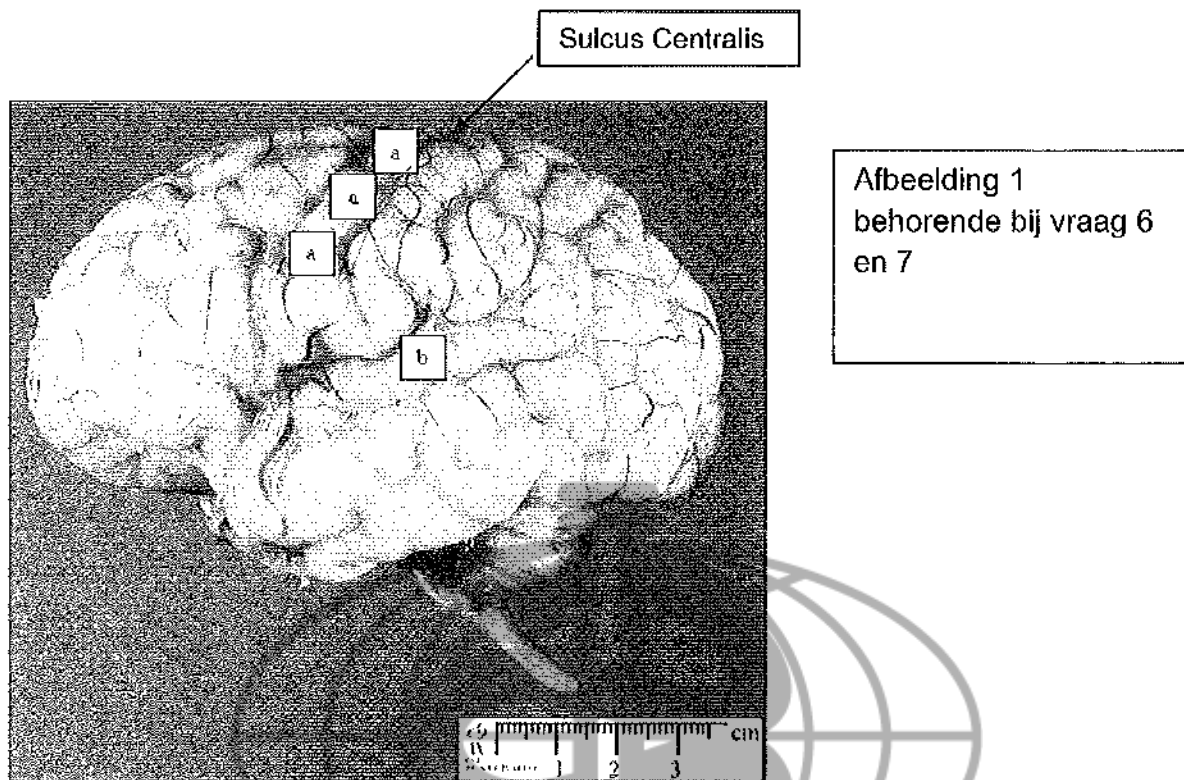 Sulcus Centralis
Afbeelding 1
behorende bij vraag 6
en 7
a
a
a
b
cm
1 2 3